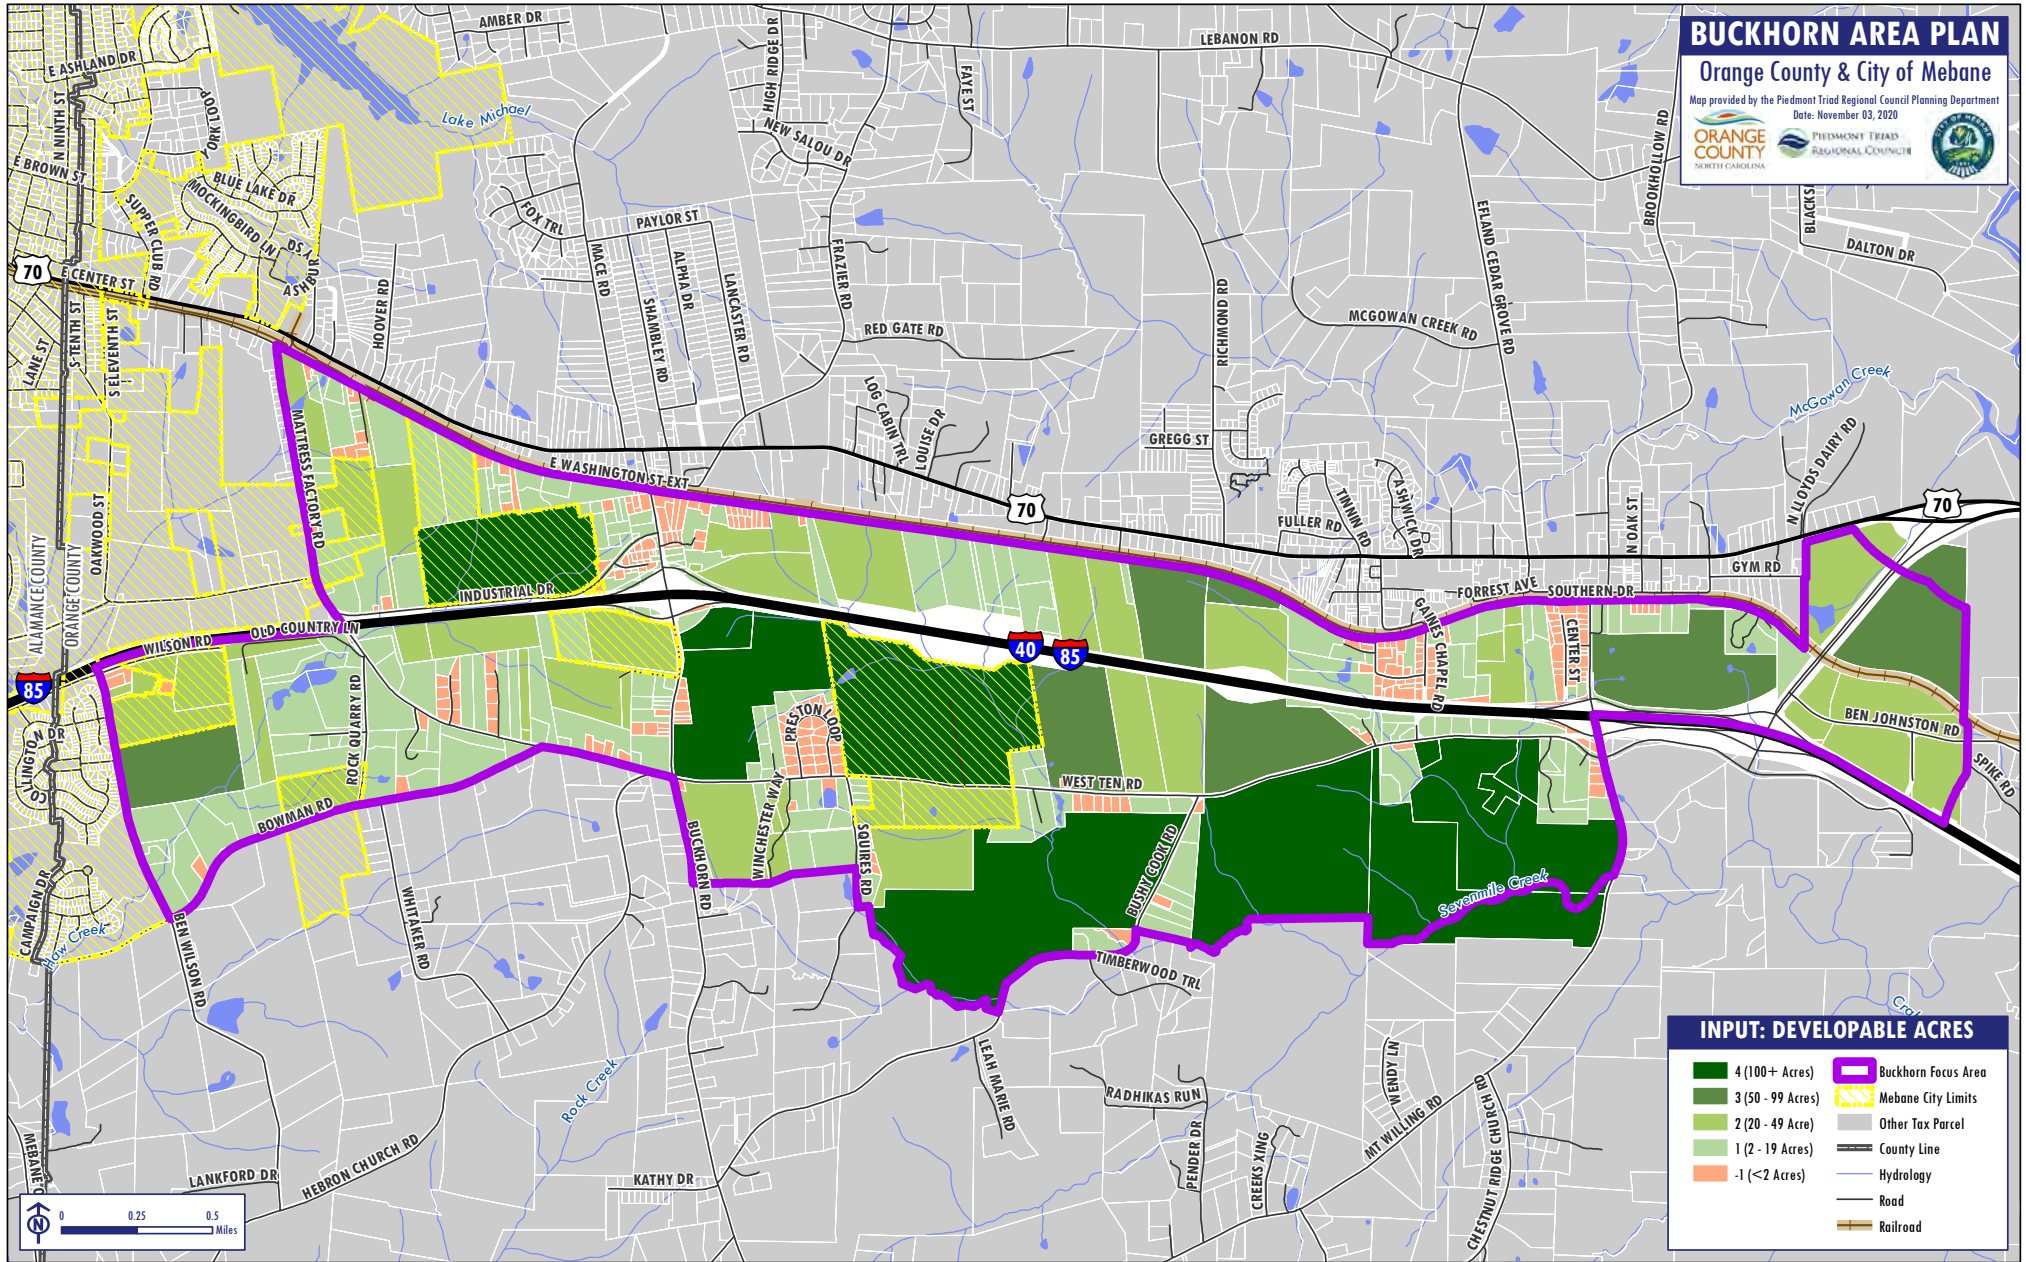 BUCKHORN AREA PLAN
Orange County & City of Mebane
Map provided by the Piedmont Triad Regional Council Planning Department
Date: November 03, 2020
ORANGE
COUNTY
NORTH CAROLINA
PIEDMONT TRIAD
REGIONAL COUNCIL
CITY OF MEBANE
AMBER DR
LEBANON RD
E ASHLAND DR
HIGH RIDGE DR
FAYE ST
N NINTH ST
YORK LOOP
Lake Michael
NEW SALOU DR
BROOKHOLLOW RD
E BROWN ST
BLUE LAKE DR
MOCKINGBIRD LN
SUPPER CLUB RD
FOX TRL
PAYLOR ST
EFLAND CEDAR GROVE RD
DALTON DR
MACE RD
ALPHA DR
LANCASTER RD
FRAZIER RD
70
E CENTER ST
HOOVER RD
SHAMBLEY RD
RICHMOND RD
RED GATE RD
MCGOWAN CREEK RD
LANE ST
S TENTH ST
S ELEVENTH ST
McGowan Creek
LOG CABIN TRL
LOUISE DR
MATTRESS FACTORY RD
GREGG ST
N LLOYDS DAIRY RD
E WASHINGTON ST EXT
70
TINNIN RD
ASHWICK DR
FULLER RD
N OAK ST
70
OAKWOOD ST
ALAMANCE COUNTY
ORANGE COUNTY
GYM RD
INDUSTRIAL DR
FORREST AVE
SOUTHERN DR
GAINES CHAPEL RD
CENTER ST
WILSON RD
OLD COUNTRY LN
40
85
85
ROCK QUARRY RD
PRESTON LOOP
BEN JOHNSTON RD
SPIKE RD
WEST TEN RD
BOWMAN RD
WINCHESTER WAY
BUCKHORN RD
SQUIRES RD
BUSHY COOK RD
Sevenmile Creek
CAMPAIGN DR
Haw Creek
BEN WILSON RD
WHITAKER RD
TIMBERWOOD TRL
LEAH MARIE RD
Rock Creek
RADHIKAS RUN
WENDY LN
MT WILLING RD
PENDER DR
CREEKS XING
CHESTNUT RIDGE CHURCH RD
LANKFORD DR
HEBRON CHURCH RD
KATHY DR
INPUT: DEVELOPABLE ACRES
4 (100+ Acres)
3 (50 - 99 Acres)
2 (20 - 49 Acre)
1 (2 - 19 Acres)
-1 (<2 Acres)
Buckhorn Focus Area
Mebane City Limits
Other Tax Parcel
County Line
Hydrology
Road
Railroad
N
0 0.25 0.5
Miles